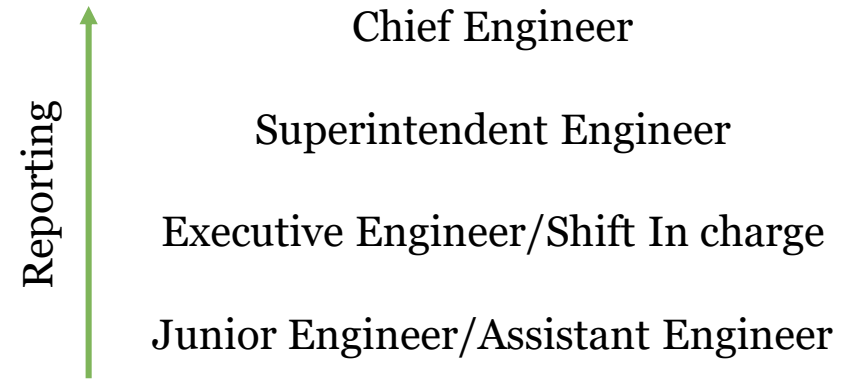 Reporting
Chief Engineer
Superintendent Engineer
Executive Engineer/Shift In charge
Junior Engineer/Assistant Engineer